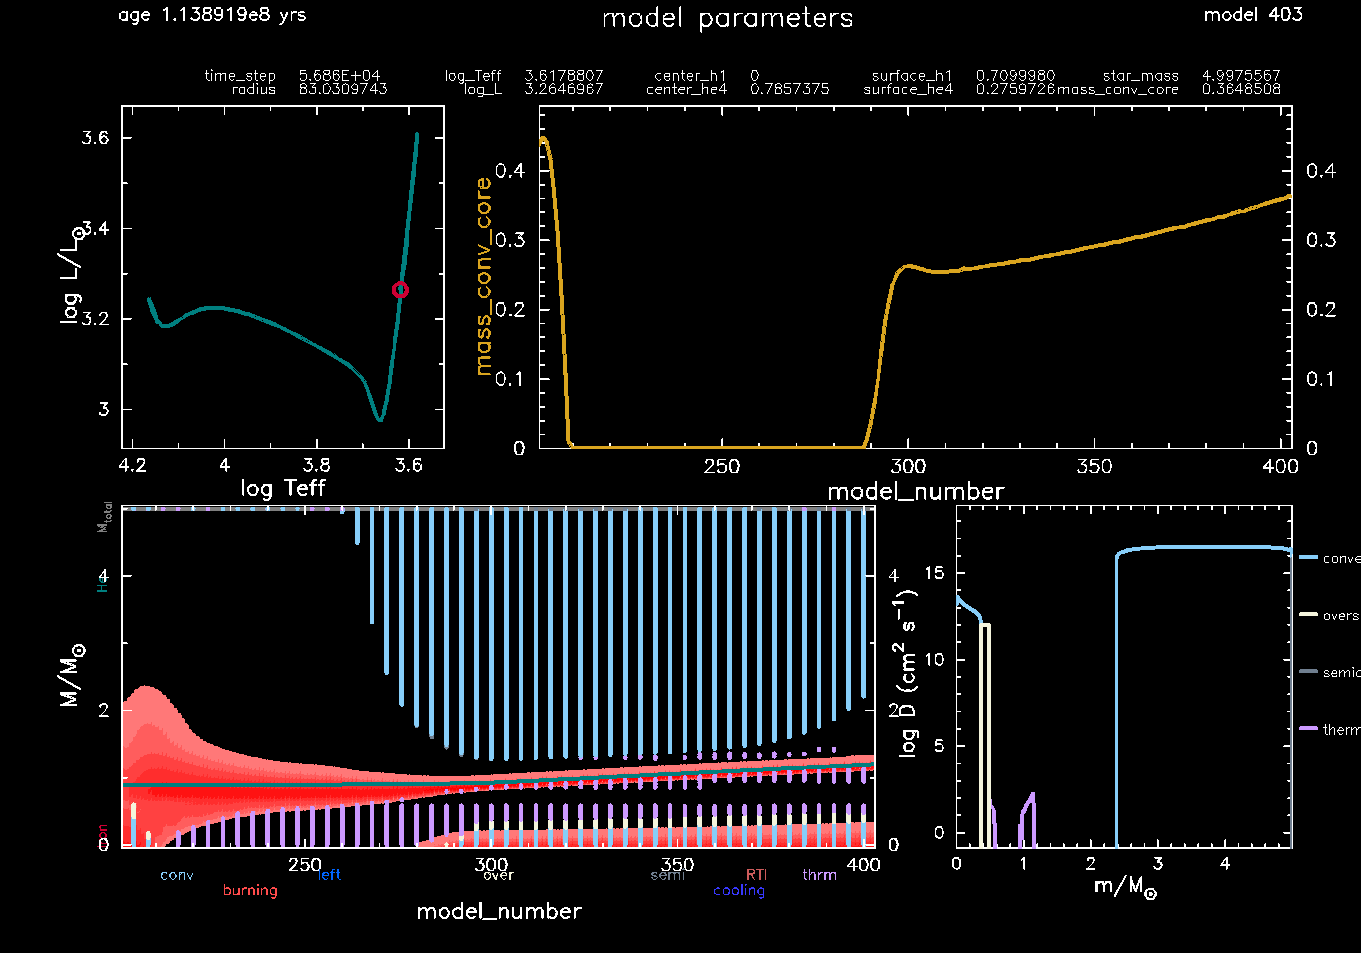 age 1.138919e8 yrs model parameters model 403
time_step 5.686E+04 log_Teff 3.6178807 center_h1 0 surface_h1 0.7099980 star_mass 4.9975567
radius 83.0309743 log_L 3.2646967 center_he4 0.7857375 surface_he4 0.2759726 mass_conv_core 0.3648508
3.6
3.4
3.2
3
log L/L⊙
4.2 4 3.8 3.6
log Teff
mass_conv_core
0.4 0.4
0.3 0.3
0.2 0.2
0.1 0.1
0 0
250 300 350 400
model_number
M_total
He
4 4
2 2
0 0
M/M⊙
250 300 350 400
conv left over semi RTI thrm
burning cooling
model_number
log D (cm² s⁻¹)
15
10
5
0
0 1 2 3 4
m/M⊙
conve
overs
semic
therm